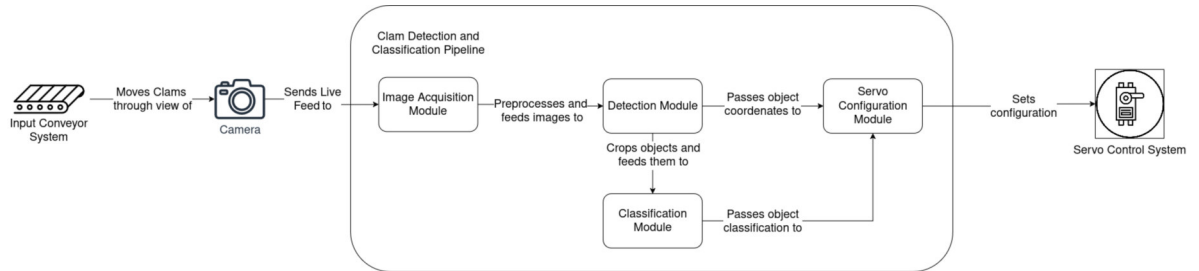 Clam Detection and
Classification Pipeline
Input Conveyor
System
Moves Clams
through view of
Camera
Sends Live
Feed to
Image Acquisition
Module
Preprocesses and
feeds images to
Detection Module
Passes object
coordenates to
Servo
Configuration
Module
Sets
configuration
Servo Control System
Crops objects and
feeds them to
Classification
Module
Passes object
classification to